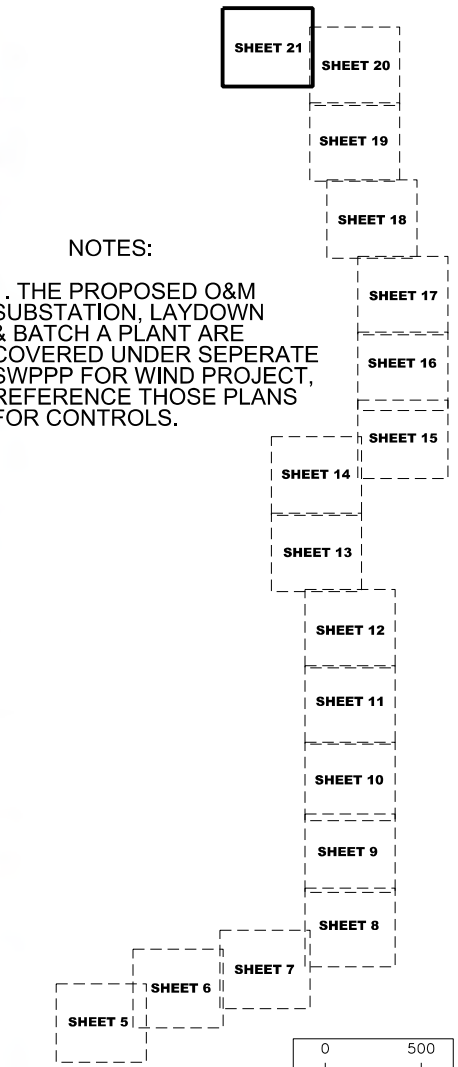 SHEET 21
SHEET 20
SHEET 19
SHEET 18
NOTES:
. THE PROPOSED O&M
SUBSTATION, LAYDOWN
& BATCH A PLANT ARE
COVERED UNDER SEPERATE
SWPPP FOR WIND PROJECT,
REFERENCE THOSE PLANS
FOR CONTROLS.
SHEET 17
SHEET 16
SHEET 15
SHEET 14
SHEET 13
SHEET 12
SHEET 11
SHEET 10
SHEET 9
SHEET 8
SHEET 7
SHEET 6
SHEET 5
0 500